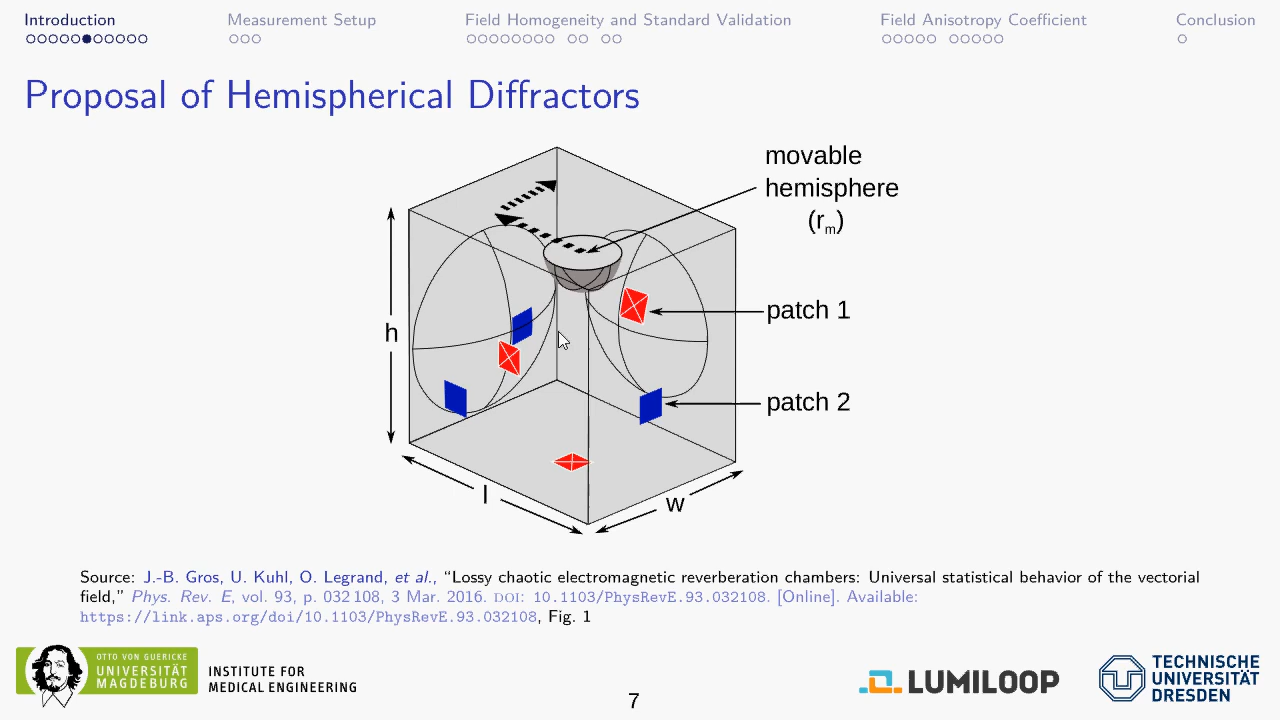 Introduction
Measurement Setup
Field Homogeneity and Standard Validation
Field Anisotropy Coefficient
Conclusion
Proposal of Hemispherical Diffractors
movable
hemisphere
(rm)
patch 1
h
patch 2
l
w
Source: J.-B. Gros, U. Kuhl, O. Legrand, et al., “Lossy chaotic electromagnetic reverberation chambers: Universal statistical behavior of the vectorial
field,” Phys. Rev. E, vol. 93, p. 032 108, 3 Mar. 2016. DOI: 10.1103/PhysRevE.93.032108. [Online]. Available:
https://link.aps.org/doi/10.1103/PhysRevE.93.032108, Fig. 1
OTTO VON GUERICKE
UNIVERSITÄT
MAGDEBURG
INSTITUTE FOR
MEDICAL ENGINEERING
7
LUMILOOP
TECHNISCHE
UNIVERSITÄT
DRESDEN